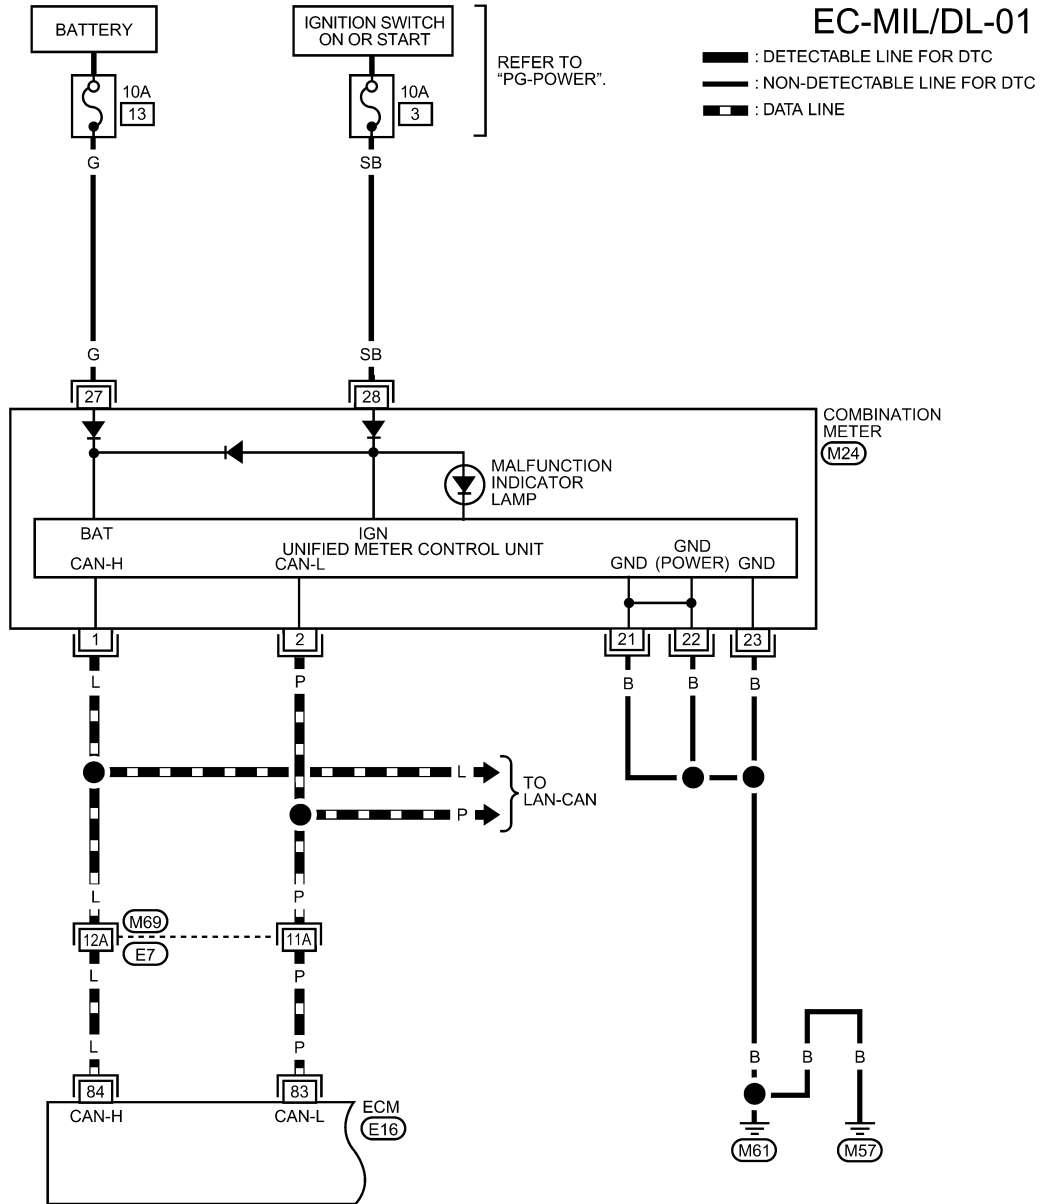 EC-MIL/DL-01
: DETECTABLE LINE FOR DTC
: NON-DETECTABLE LINE FOR DTC
: DATA LINE
BATTERY
IGNITION SWITCH
ON OR START
REFER TO
“PG-POWER”.
10A
13
10A
3
G
SB
G
SB
27
28
COMBINATION
METER
M24
MALFUNCTION
INDICATOR
LAMP
BAT
IGN
UNIFIED METER CONTROL UNIT
CAN-H
CAN-L
GND
GND
(POWER)
GND
1
2
21
22
23
L
P
B
B
B
L
P
TO
LAN-CAN
L
P
M69
E7
12A
11A
L
P
L
P
84
83
CAN-H
CAN-L
ECM
E16
B
B
B
M61
M57